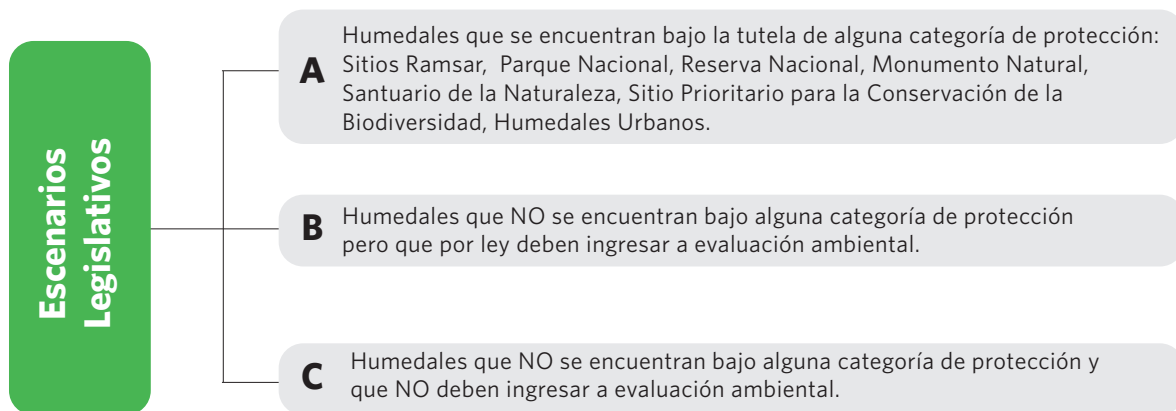 Escenarios
Legislativos
A
Humedales que se encuentran bajo la tutela de alguna categoría de protección:
Sitios Ramsar, Parque Nacional, Reserva Nacional, Monumento Natural,
Santuario de la Naturaleza, Sitio Prioritario para la Conservación de la
Biodiversidad, Humedales Urbanos.
B
Humedales que NO se encuentran bajo alguna categoría de protección
pero que por ley deben ingresar a evaluación ambiental.
C
Humedales que NO se encuentran bajo alguna categoría de protección y
que NO deben ingresar a evaluación ambiental.